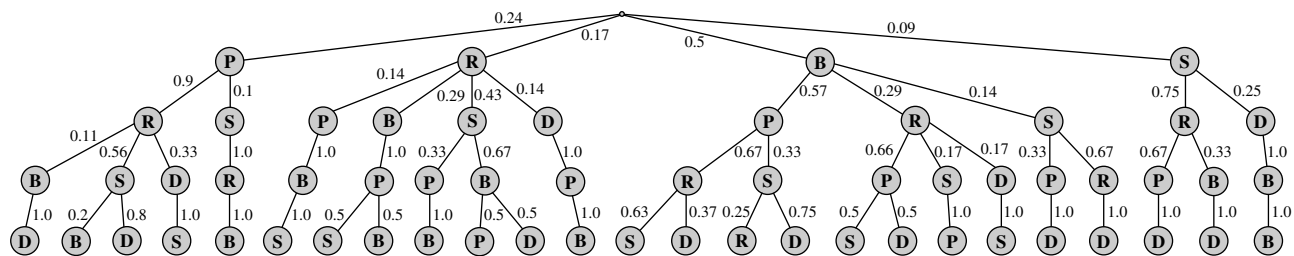 0.24 0.17 0.5 0.09
P R B S
0.9 0.1 0.14 0.29 0.43 0.14 0.57 0.29 0.14 0.75 0.25
R S P B S D P R S R D
0.11 0.56 0.33 1.0 1.0 1.0 0.33 0.67 1.0 0.67 0.33 0.66 0.17 0.17 0.33 0.67 0.67 0.33 1.0
B S D R B P P B P R S P S D P R P B B
1.0 0.2 0.8 1.0 1.0 1.0 0.5 0.5 1.0 0.5 0.5 1.0 0.63 0.37 0.25 0.75 0.5 0.5 1.0 1.0 1.0 1.0 1.0 1.0 1.0
D B D S B S S B B P D B S D R D S D P S D D D D B